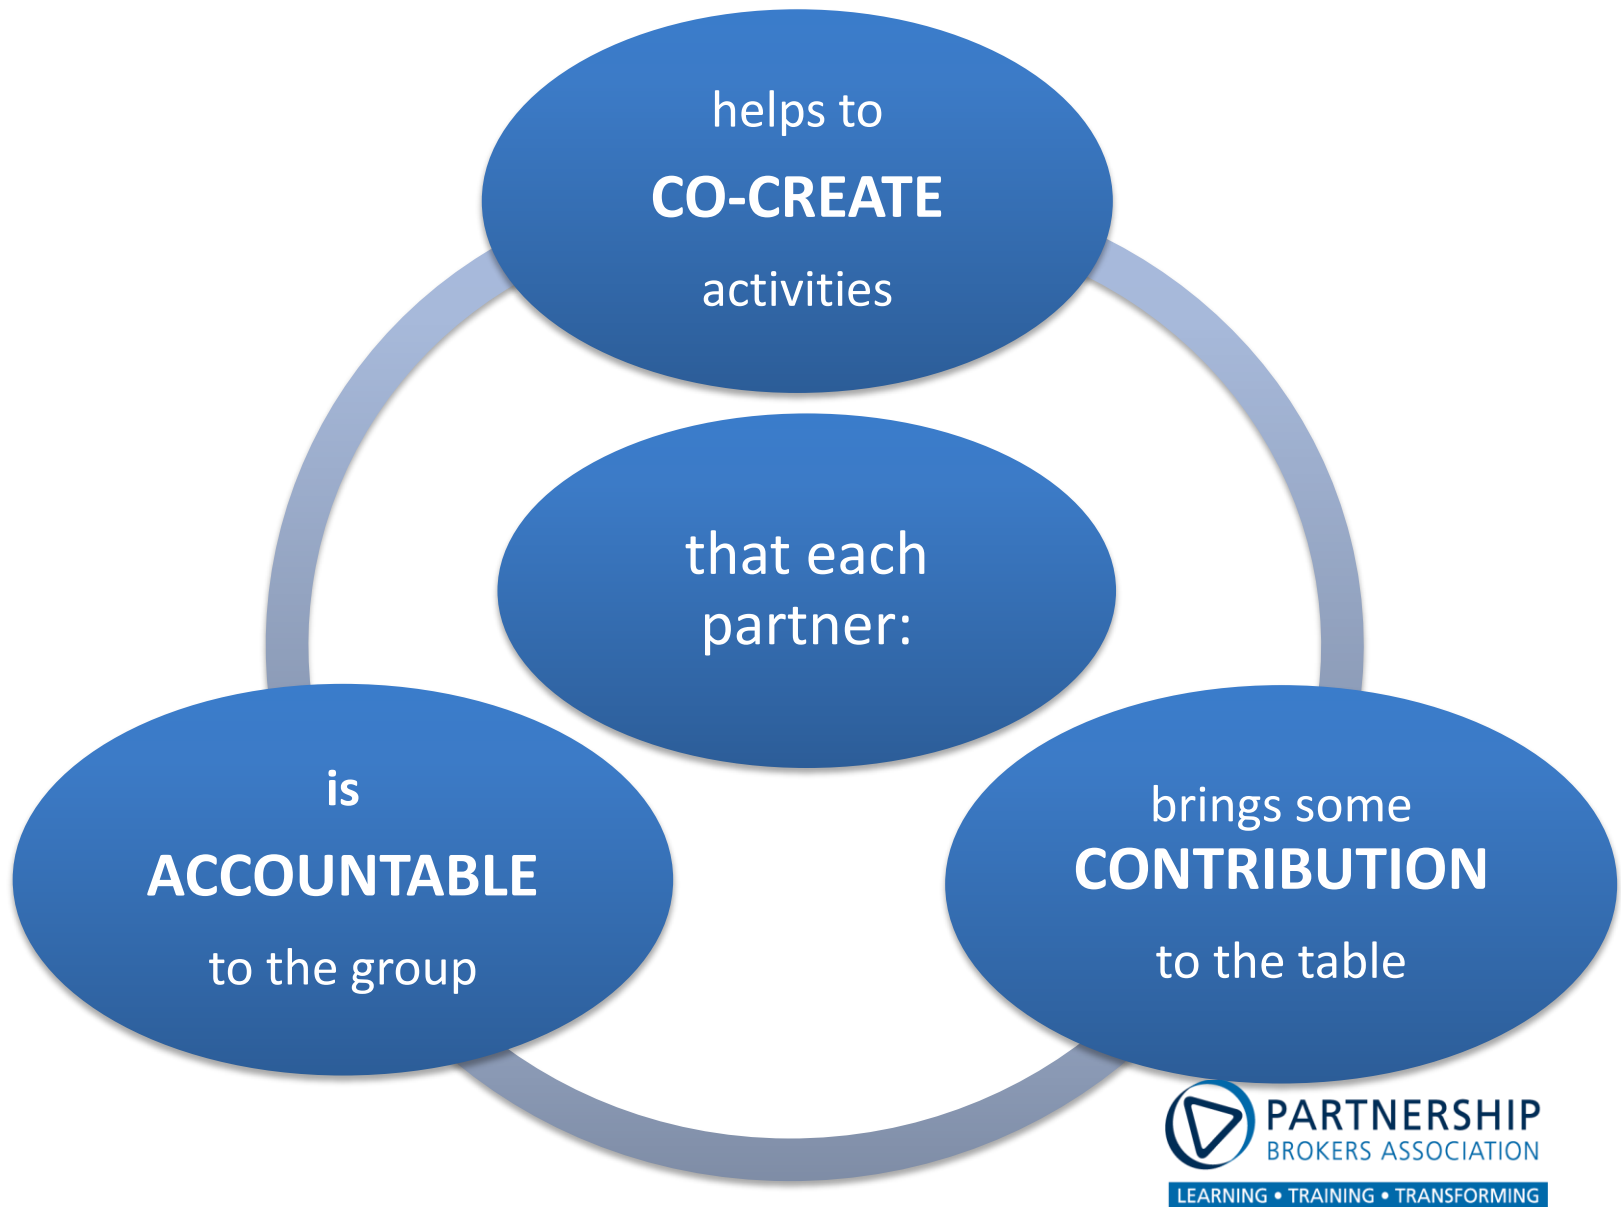 helps to
CO-CREATE
activities
that each
partner:
is
ACCOUNTABLE
to the group
brings some
CONTRIBUTION
to the table
PARTNERSHIP
BROKERS ASSOCIATION
LEARNING • TRAINING • TRANSFORMING